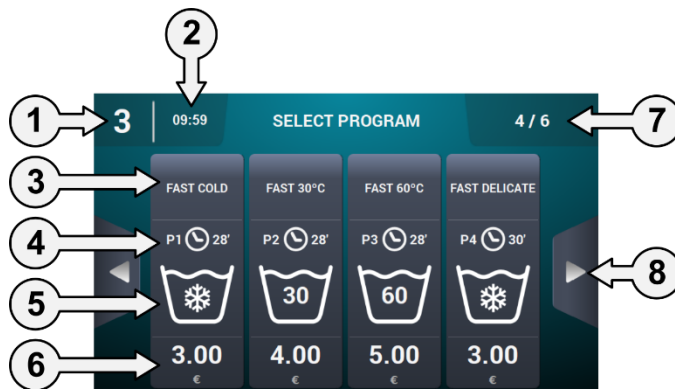 2
1
3 09:59 SELECT PROGRAM 4 / 6
7
3
FAST COLD FAST 30ºC FAST 60ºC FAST DELICATE
4
P1 28' P2 28' P3 28' P4 30'
8
5
30 60
6
3.00 4.00 5.00 3.00
€ € € €